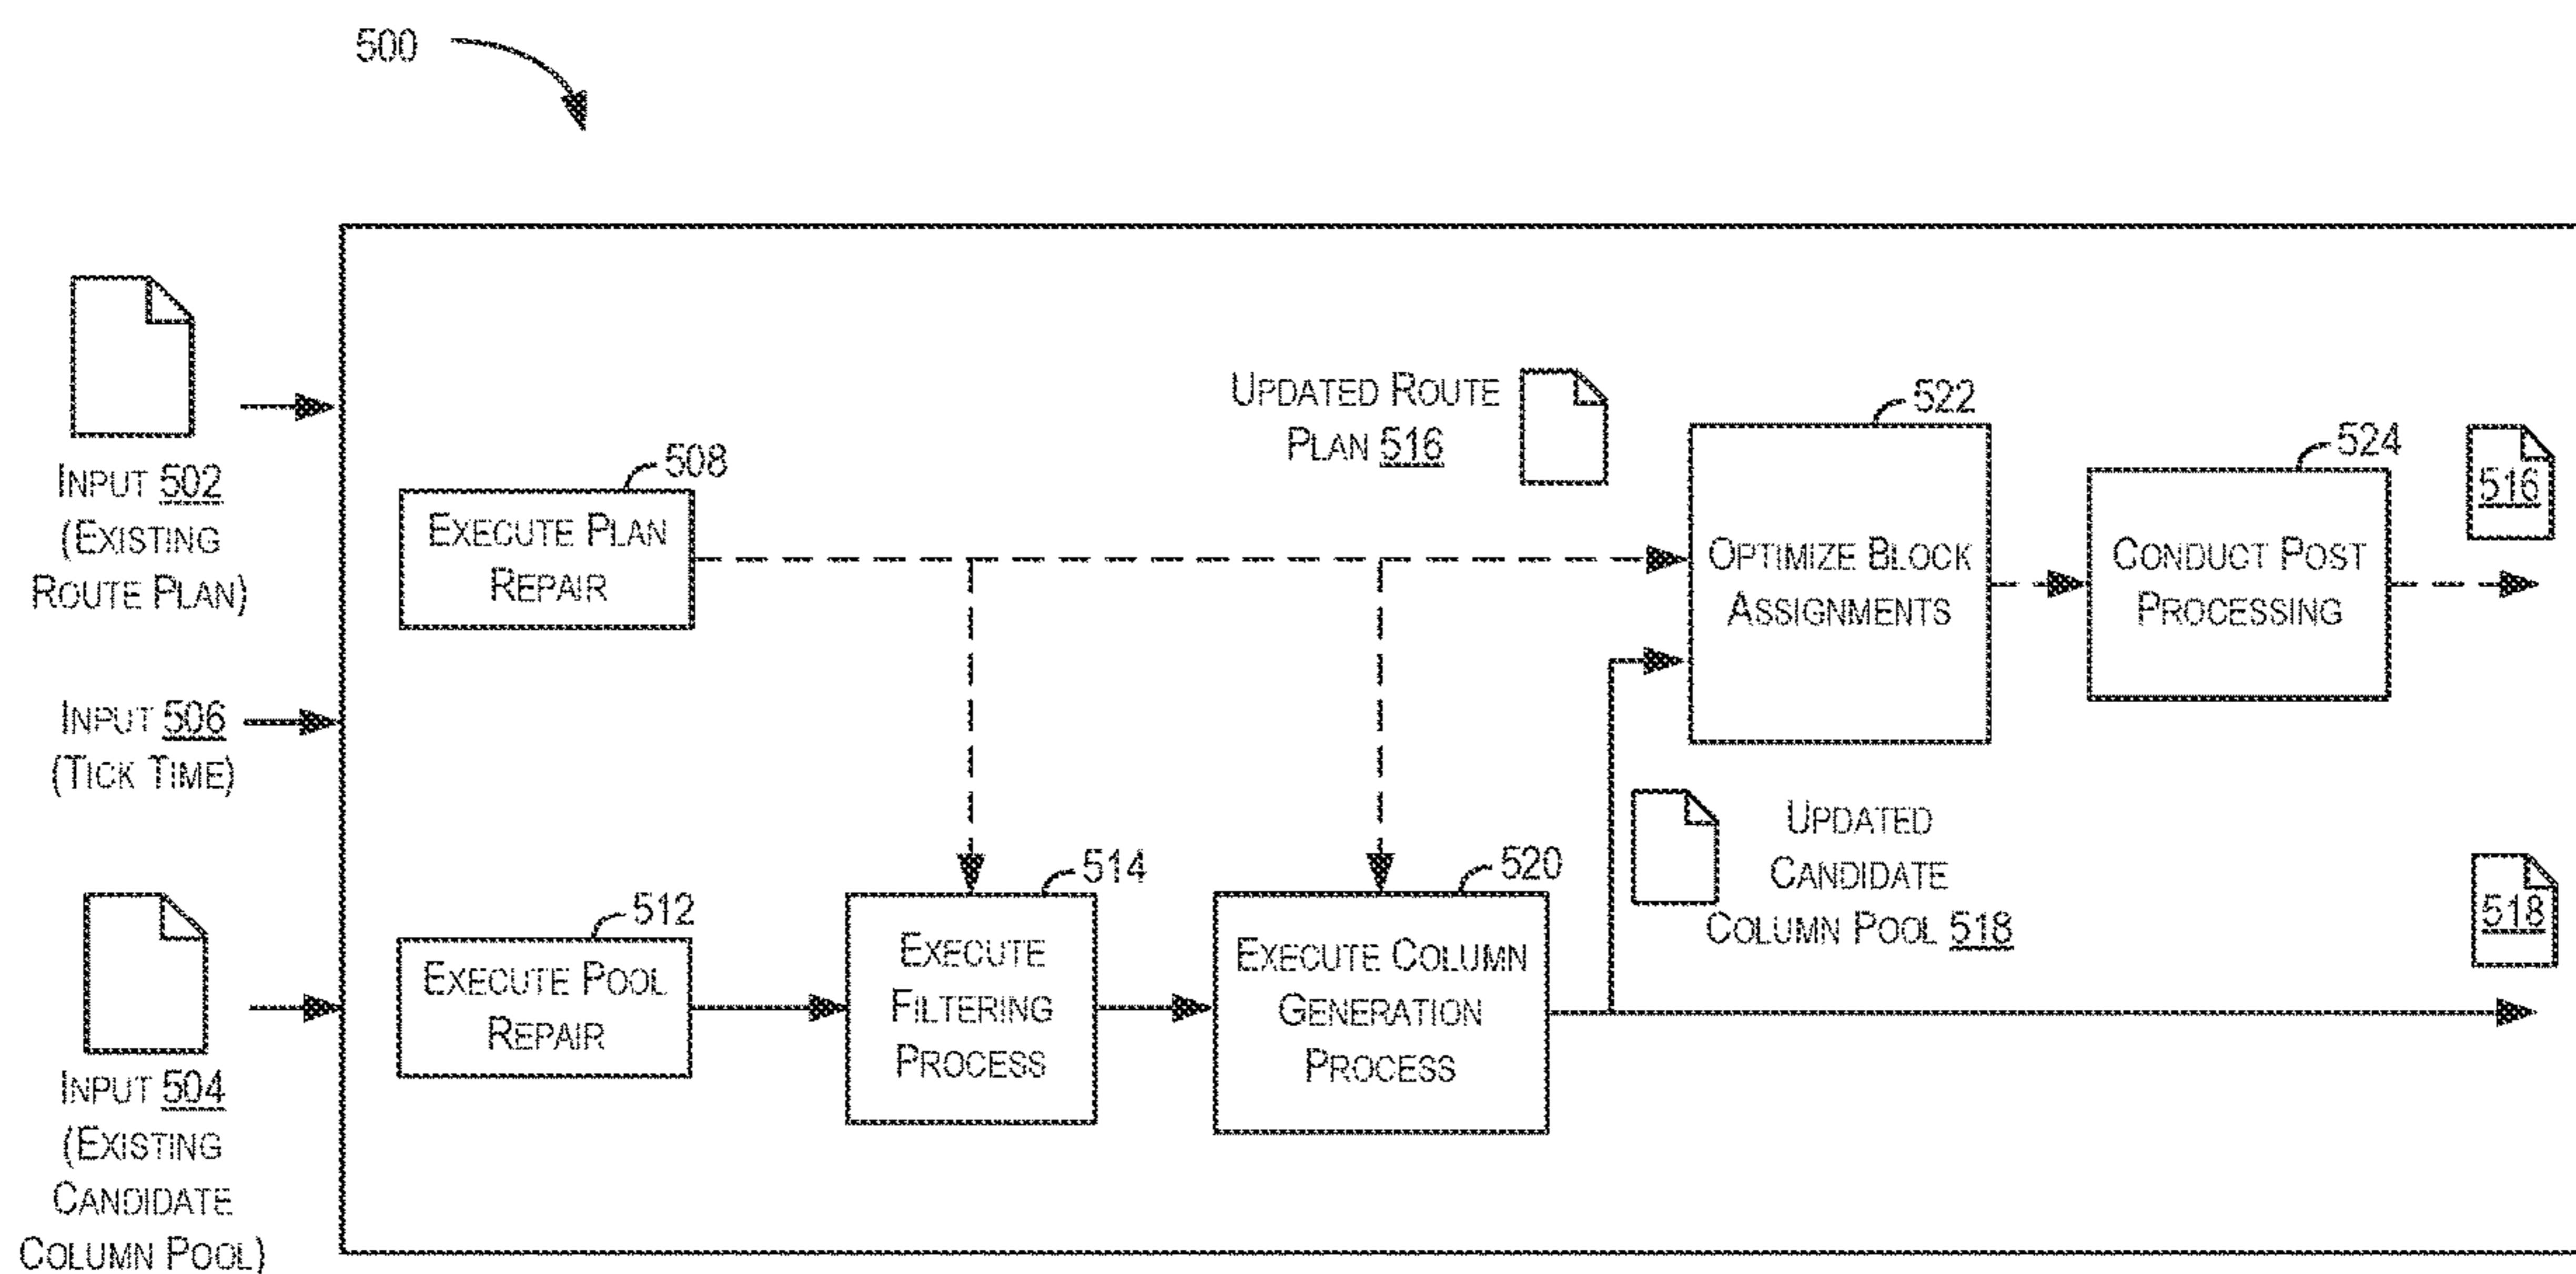 500
INPUT 502
(EXISTING
ROUTE PLAN)
INPUT 506
(TICK TIME)
INPUT 504
(EXISTING
CANDIDATE
COLUMN POOL)
508
EXECUTE PLAN
REPAIR
UPDATED ROUTE
PLAN 516
522
OPTIMIZE BLOCK
ASSIGNMENTS
524
CONDUCT POST
PROCESSING
516
512
EXECUTE POOL
REPAIR
514
EXECUTE
FILTERING
PROCESS
520
EXECUTE COLUMN
GENERATION
PROCESS
UPDATED
CANDIDATE
COLUMN POOL 518
518